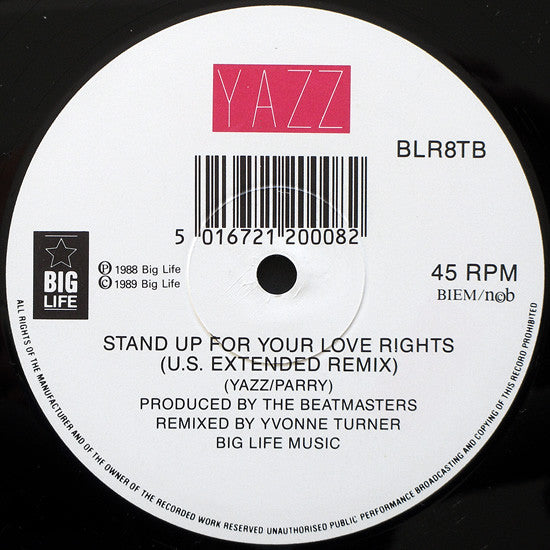 YAZZ
BLR8TB
5 016721 200082
BIG
LIFE
℗ 1988 Big Life
© 1989 Big Life
45 RPM
BIEM/n©b
STAND UP FOR YOUR LOVE RIGHTS
(U.S. EXTENDED REMIX)
(YAZZ/PARRY)
PRODUCED BY THE BEATMASTERS
REMIXED BY YVONNE TURNER
BIG LIFE MUSIC
ALL RIGHTS OF THE MANUFACTURER AND OF THE OWNER OF THE RECORDED WORK RESERVED UNAUTHORISED PUBLIC PERFORMANCE BROADCASTING AND COPYING OF THIS RECORD PROHIBITED